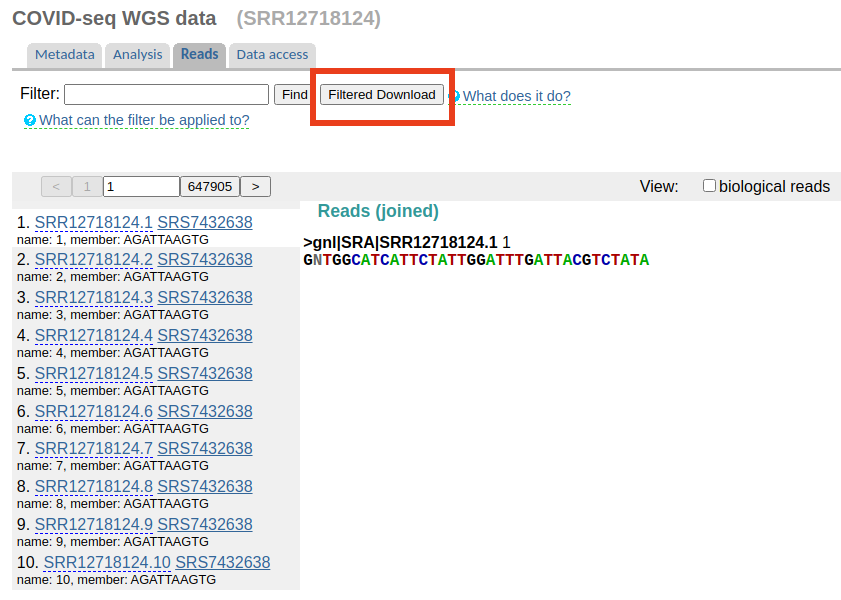 COVID-seq WGS data (SRR12718124)
Metadata Analysis Reads Data access
Filter: Find Filtered Download ? What does it do?
? What can the filter be applied to?
< 1 1 647905 > View: biological reads
Reads (joined)
1. SRR12718124.1 SRS7432638
name: 1, member: AGATTAAGTG
>gnl|SRA|SRR12718124.1 1
GNTGGCATCATTCTATTGGATTTGATTACGTCTATA
2. SRR12718124.2 SRS7432638
name: 2, member: AGATTAAGTG
3. SRR12718124.3 SRS7432638
name: 3, member: AGATTAAGTG
4. SRR12718124.4 SRS7432638
name: 4, member: AGATTAAGTG
5. SRR12718124.5 SRS7432638
name: 5, member: AGATTAAGTG
6. SRR12718124.6 SRS7432638
name: 6, member: AGATTAAGTG
7. SRR12718124.7 SRS7432638
name: 7, member: AGATTAAGTG
8. SRR12718124.8 SRS7432638
name: 8, member: AGATTAAGTG
9. SRR12718124.9 SRS7432638
name: 9, member: AGATTAAGTG
10. SRR12718124.10 SRS7432638
name: 10, member: AGATTAAGTG